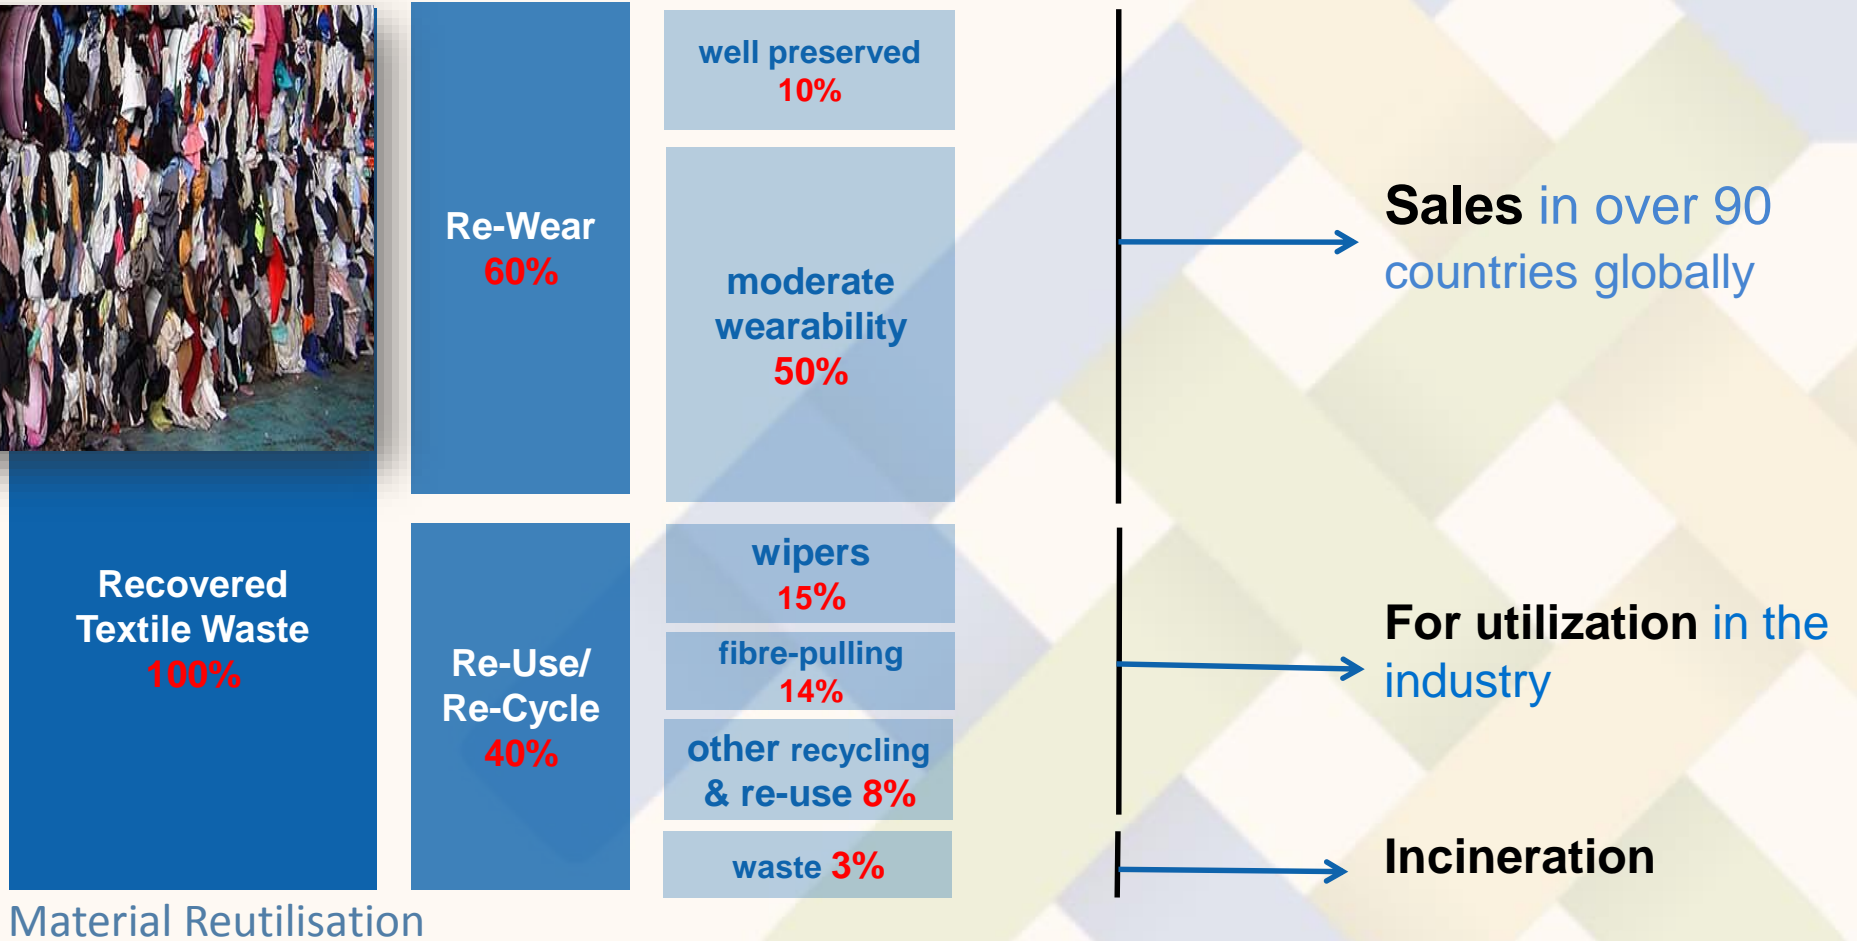 Recovered
Textile Waste
100%
Re-Wear
60%
Re-Use/
Re-Cycle
40%
well preserved
10%
moderate
wearability
50%
wipers
15%
fibre-pulling
14%
other recycling
& re-use 8%
waste 3%
Sales in over 90
countries globally
For utilization in the
industry
Incineration
Material Reutilisation